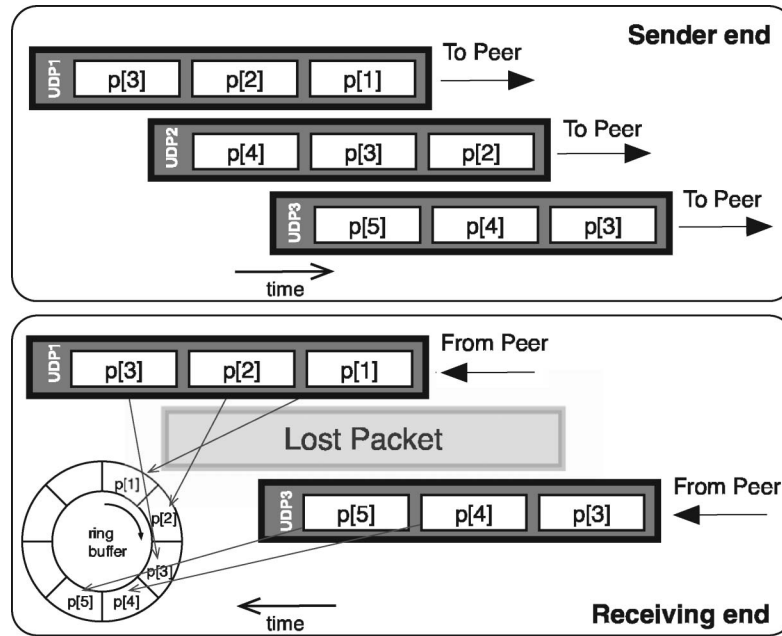 Sender end
UDP1 p[3] p[2] p[1] To Peer
UDP2 p[4] p[3] p[2] To Peer
UDP3 p[5] p[4] p[3] To Peer
time
UDP1 p[3] p[2] p[1] From Peer
Lost Packet
UDP3 p[5] p[4] p[3] From Peer
p[1]
p[2]
ring
buffer
p[3]
p[5] p[4]
time
Receiving end